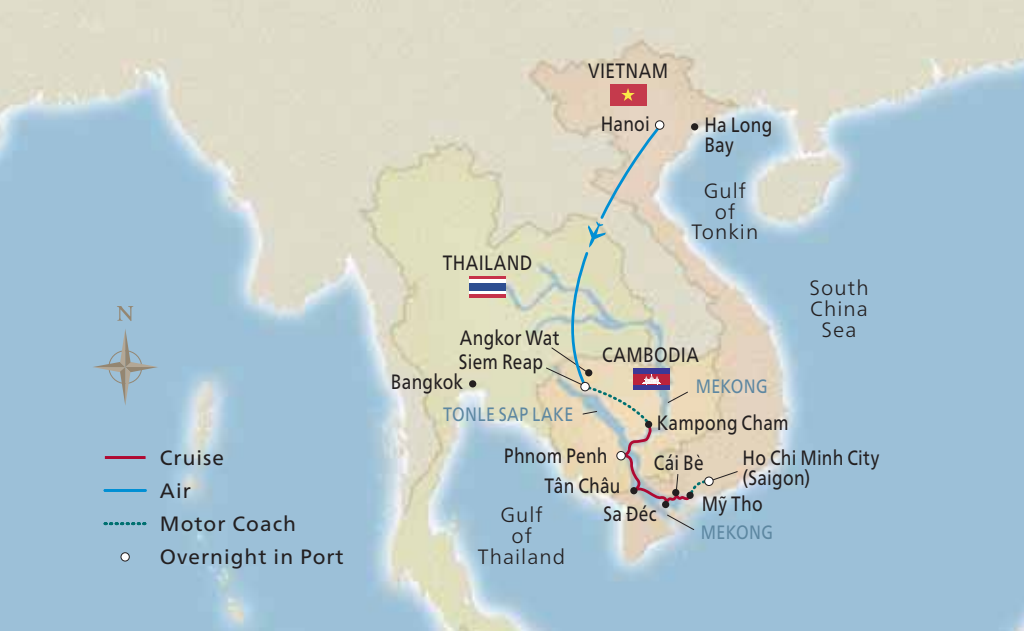 VIETNAM
Hanoi
Ha Long
Bay
Gulf
of
Tonkin
THAILAND
South
China
Sea
N
Angkor Wat
Siem Reap
CAMBODIA
Bangkok
MEKONG
TONLE SAP LAKE
Kampong Cham
Phnom Penh
Cái Bè
Ho Chi Minh City
(Saigon)
Tân Châu
Sa Đéc
Mỹ Tho
MEKONG
Gulf
of
Thailand
Cruise
Air
Motor Coach
Overnight in Port